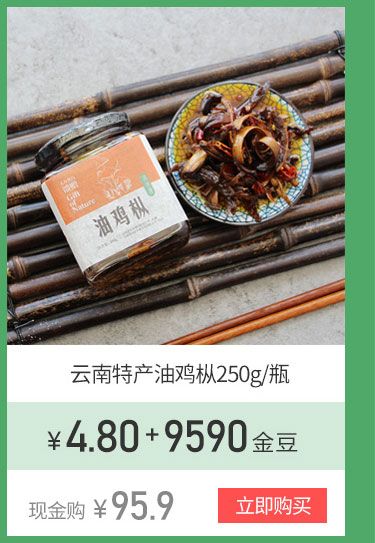 Gift
of
Nature
油鸡枞
云南特产油鸡枞250g/瓶
¥4.80+9590金豆
现金购 ¥95.9
立即购买